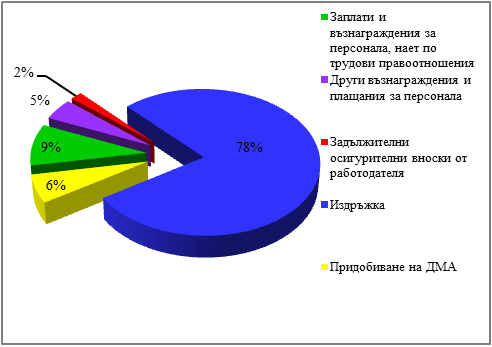 Заплати и
възнаграждения за
персонала, нает по
трудови правоотношения
Други възнаграждения и
плащания за персонала
Задължителни
осигурителни вноски от
работодателя
Издръжка
Придобиване на ДМА
2%
5%
9%
6%
78%